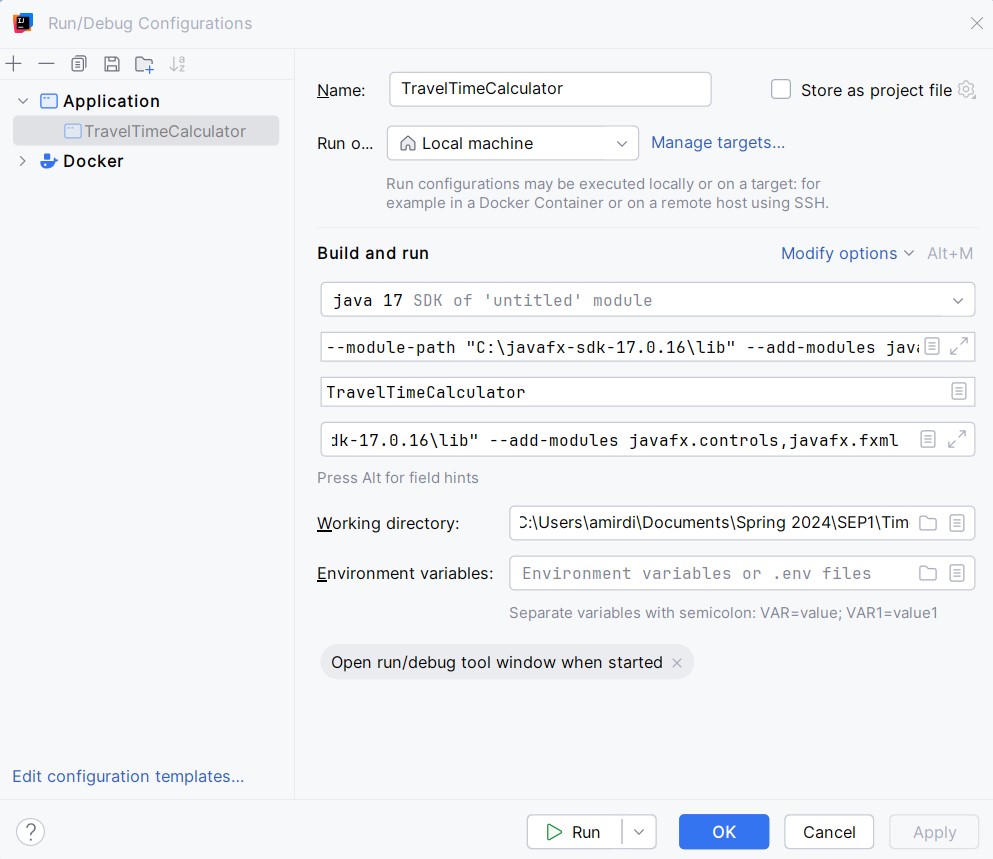 Run/Debug Configurations
Application
TravelTimeCalculator
Docker
Edit configuration templates...
Name: TravelTimeCalculator Store as project file
Run o... Local machine Manage targets...
Run configurations may be executed locally or on a target: for
example in a Docker Container or on a remote host using SSH.
Build and run Modify options Alt+M
java 17 SDK of 'untitled' module
--module-path "C:\javafx-sdk-17.0.16\lib" --add-modules java
TravelTimeCalculator
dk-17.0.16\lib" --add-modules javafx.controls,javafx.fxml
Press Alt for field hints
Working directory: C:\Users\amirdi\Documents\Spring 2024\SEP1\Tim
Environment variables: Environment variables or .env files
Separate variables with semicolon: VAR=value; VAR1=value1
Open run/debug tool window when started
? Run OK Cancel Apply